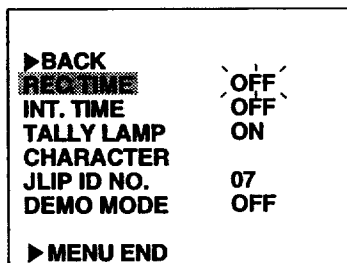 ▶BACK
REC TIME OFF
INT. TIME OFF
TALLY LAMP ON
CHARACTER
JLIP ID NO. 07
DEMO MODE OFF
▶MENU END